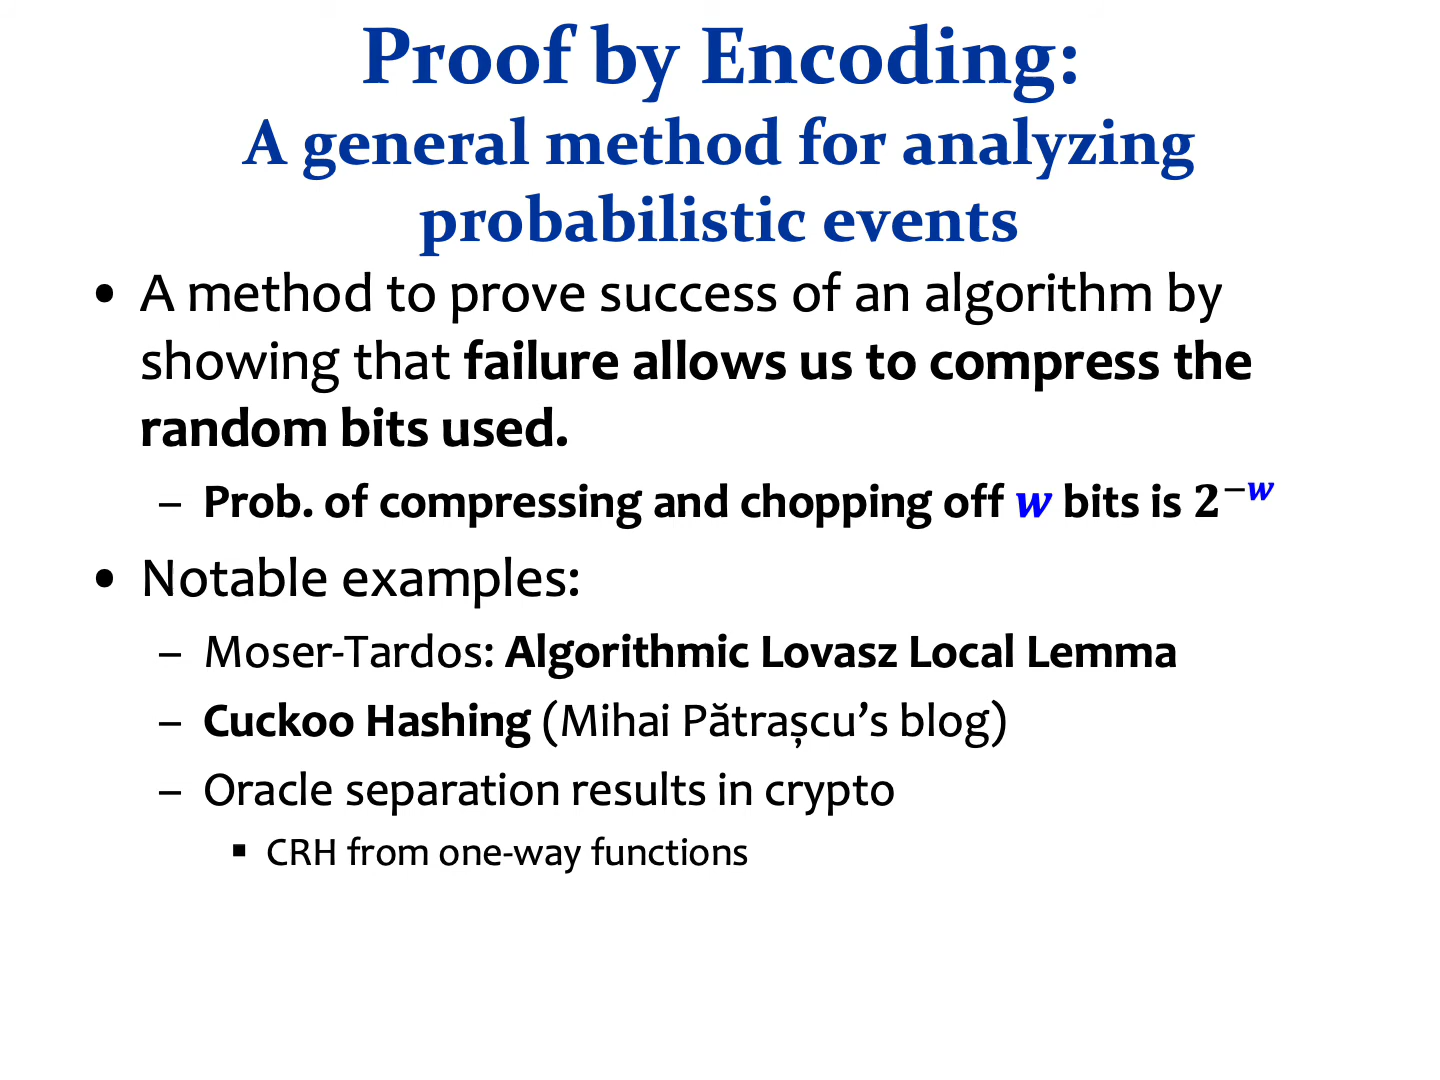 Proof by Encoding:
A general method for analyzing
probabilistic events
• A method to prove success of an algorithm by
showing that failure allows us to compress the
random bits used.
– Prob. of compressing and chopping off w bits is 2^{−w}
• Notable examples:
– Moser-Tardos: Algorithmic Lovasz Local Lemma
– Cuckoo Hashing (Mihai Pătrașcu’s blog)
– Oracle separation results in crypto
▪ CRH from one-way functions